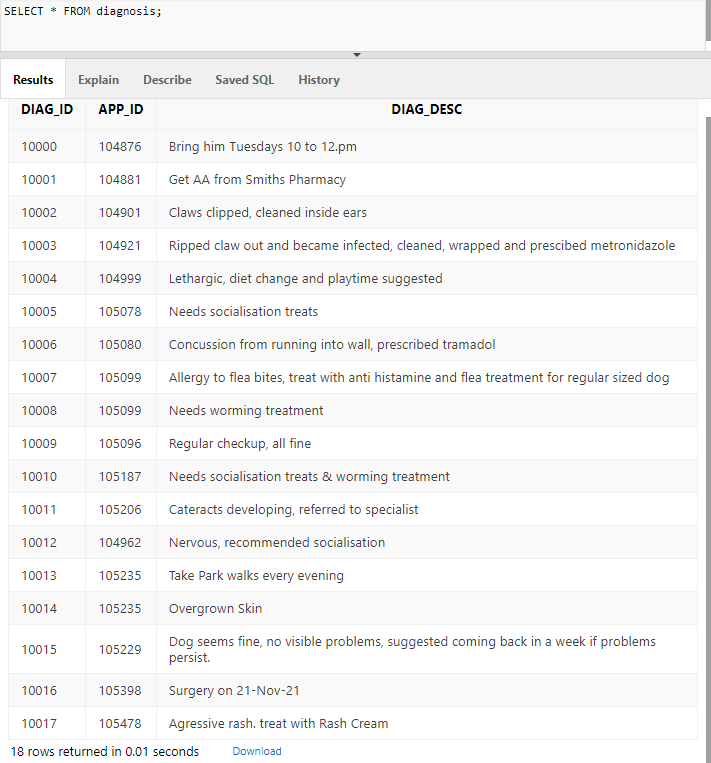 SELECT * FROM diagnosis;
Results Explain Describe Saved SQL History
DIAG_ID APP_ID DIAG_DESC
10000 104876 Bring him Tuesdays 10 to 12.pm
10001 104881 Get AA from Smiths Pharmacy
10002 104901 Claws clipped, cleaned inside ears
10003 104921 Ripped claw out and became infected, cleaned, wrapped and prescibed metronidazole
10004 104999 Lethargic, diet change and playtime suggested
10005 105078 Needs socialisation treats
10006 105080 Concussion from running into wall, prescribed tramadol
10007 105099 Allergy to flea bites, treat with anti histamine and flea treatment for regular sized dog
10008 105099 Needs worming treatment
10009 105096 Regular checkup, all fine
10010 105187 Needs socialisation treats & worming treatment
10011 105206 Cateracts developing, referred to specialist
10012 104962 Nervous, recommended socialisation
10013 105235 Take Park walks every evening
10014 105235 Overgrown Skin
10015 105229 Dog seems fine, no visible problems, suggested coming back in a week if problems
persist.
10016 105398 Surgery on 21-Nov-21
10017 105478 Agressive rash. treat with Rash Cream
18 rows returned in 0.01 seconds Download